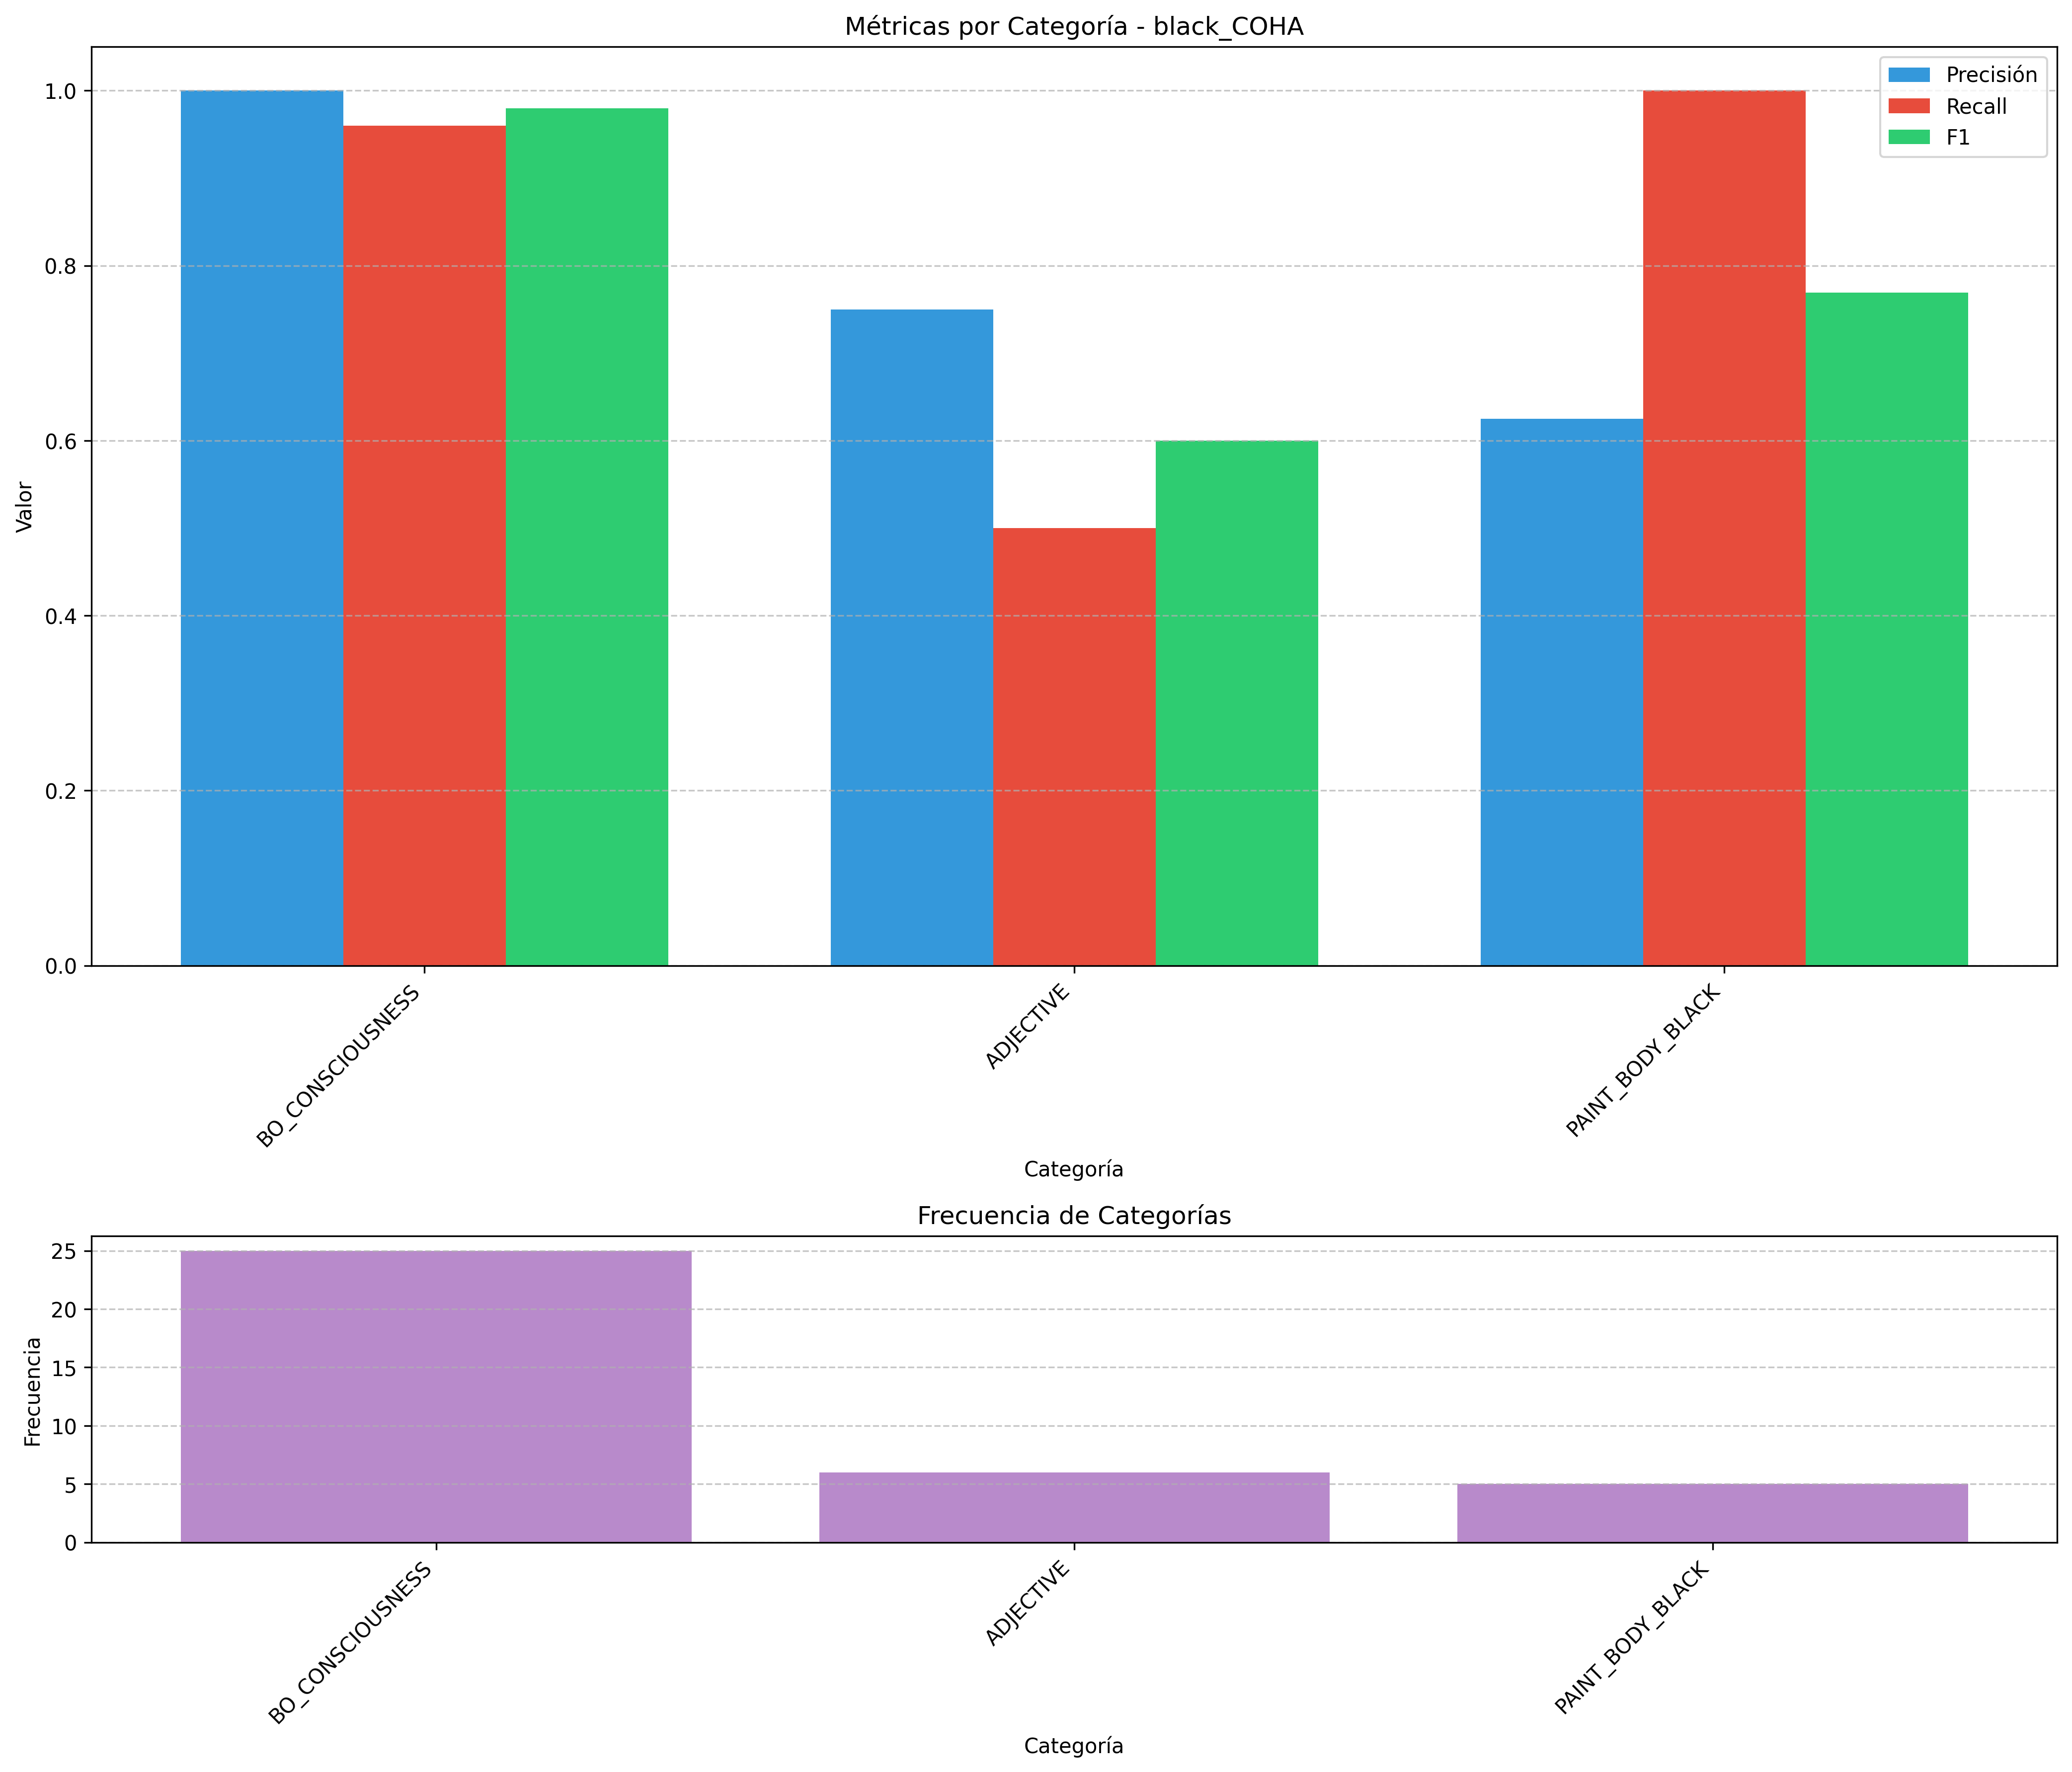 Métricas por Categoría - black_COHA
Precisión
Recall
F1
1.0
0.8
0.6
0.4
0.2
0.0
Valor
BO_CONSCIOUSNESS
ADJECTIVE
PAINT_BODY_BLACK
Categoría
Frecuencia de Categorías
25
20
15
10
5
0
Frecuencia
BO_CONSCIOUSNESS
ADJECTIVE
PAINT_BODY_BLACK
Categoría